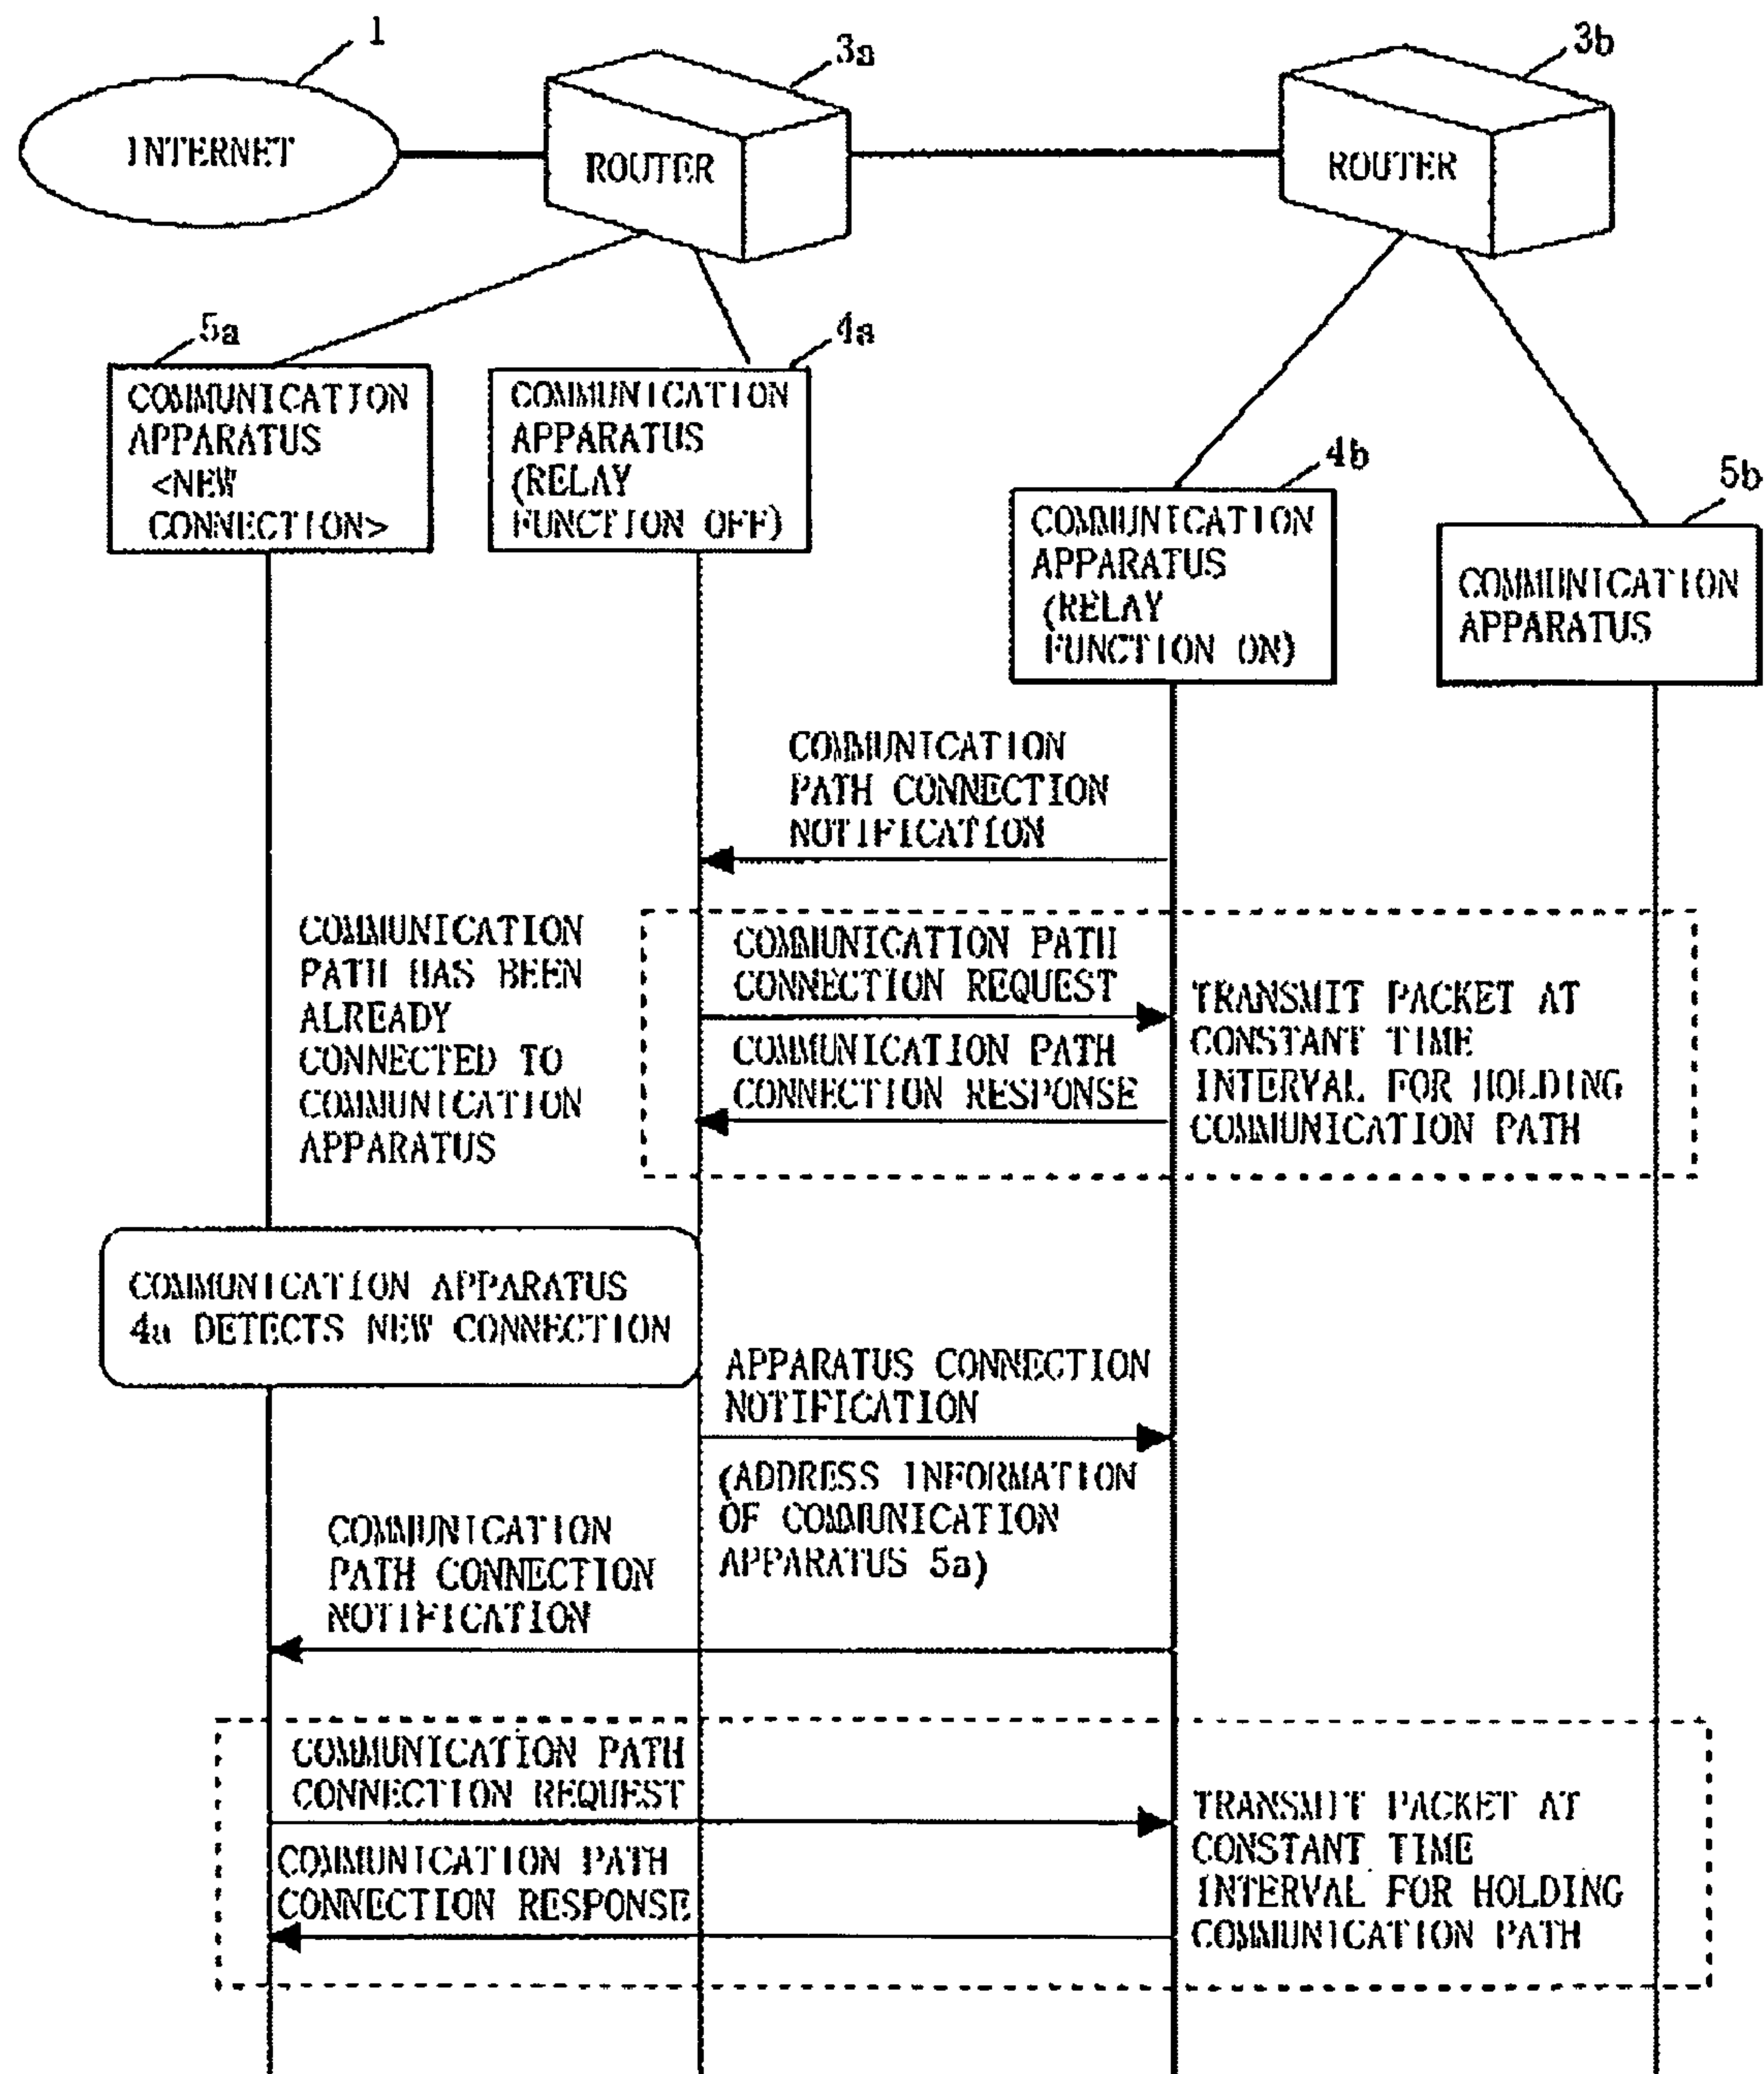 1
3a
3b
INTERNET
ROUTER
ROUTER
5a
4a
COMMUNICATION
APPARATUS
<NEW
CONNECTION>
COMMUNICATION
APPARATUS
(RELAY
FUNCTION OFF)
4b
5b
COMMUNICATION
APPARATUS
(RELAY
FUNCTION ON)
COMMUNICATION
APPARATUS
COMMUNICATION
PATH CONNECTION
NOTIFICATION
COMMUNICATION
PATH HAS BEEN
ALREADY
CONNECTED TO
COMMUNICATION
APPARATUS
COMMUNICATION PATH
CONNECTION REQUEST
COMMUNICATION PATH
CONNECTION RESPONSE
TRANSMIT PACKET AT
CONSTANT TIME
INTERVAL FOR HOLDING
COMMUNICATION PATH
COMMUNICATION APPARATUS
4a DETECTS NEW CONNECTION
APPARATUS CONNECTION
NOTIFICATION
(ADDRESS INFORMATION
OF COMMUNICATION
APPARATUS 5a)
COMMUNICATION
PATH CONNECTION
NOTIFICATION
COMMUNICATION PATH
CONNECTION REQUEST
COMMUNICATION PATH
CONNECTION RESPONSE
TRANSMIT PACKET AT
CONSTANT TIME
INTERVAL FOR HOLDING
COMMUNICATION PATH